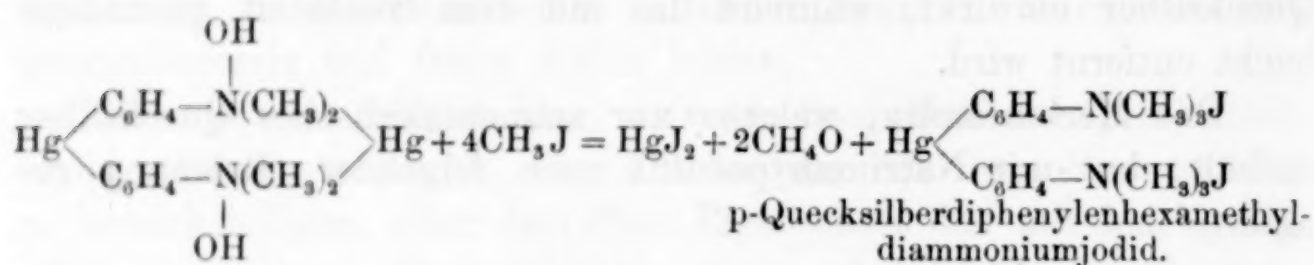 OH
C₆H₄—N(CH₃)₂ C₆H₄—N(CH₃)₃J
Hg Hg + 4CH₃J = HgJ₂ + 2CH₄O + Hg
C₆H₄—N(CH₃)₂ C₆H₄—N(CH₃)₃J
p-Quecksilberdiphenylenhexamethyl-
OH diammoniumjodid.